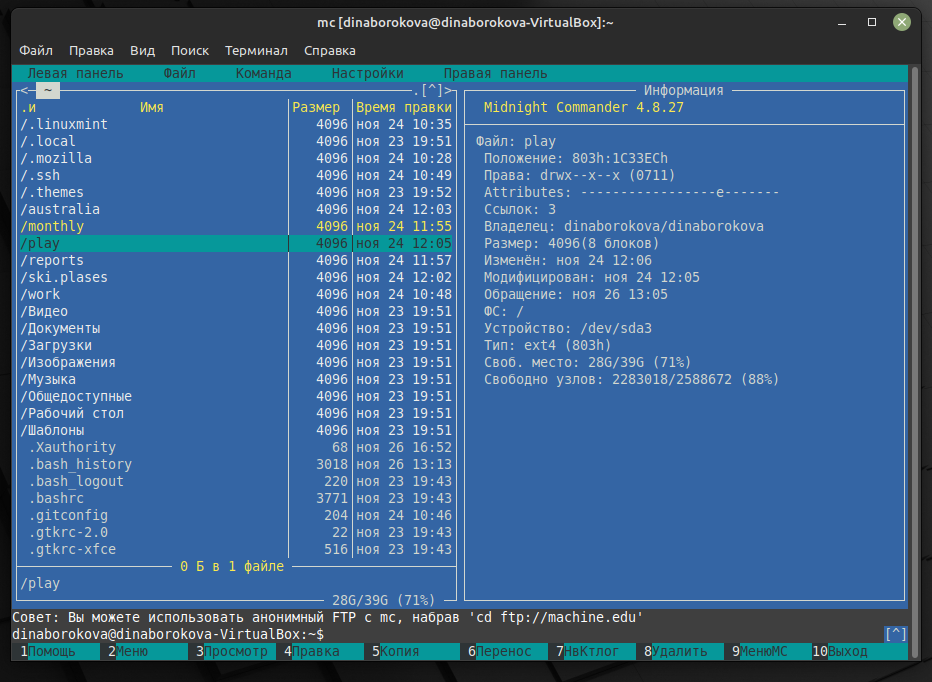 mc [dinaborokova@dinaborokova-VirtualBox]:~
Файл Правка Вид Поиск Терминал Справка
Левая панель Файл Команда Настройки Правая панель
<─ ~ .[^]>
.и Имя Размер Время правки
/.linuxmint 4096 ноя 24 10:35
/.local 4096 ноя 23 19:51
/.mozilla 4096 ноя 24 10:28
/.ssh 4096 ноя 24 10:49
/.themes 4096 ноя 23 19:52
/australia 4096 ноя 24 12:03
/monthly 4096 ноя 24 11:55
/play 4096 ноя 24 12:05
/reports 4096 ноя 24 11:57
/ski.plases 4096 ноя 24 12:02
/work 4096 ноя 24 10:48
/Видео 4096 ноя 23 19:51
/Документы 4096 ноя 23 19:51
/Загрузки 4096 ноя 23 19:51
/Изображения 4096 ноя 23 19:51
/Музыка 4096 ноя 23 19:51
/Общедоступные 4096 ноя 23 19:51
/Рабочий стол 4096 ноя 23 19:51
/Шаблоны 4096 ноя 23 19:51
.Xauthority 68 ноя 26 16:52
.bash_history 3018 ноя 26 13:13
.bash_logout 220 ноя 23 19:43
.bashrc 3771 ноя 23 19:43
.gitconfig 204 ноя 24 10:46
.gtkrc-2.0 22 ноя 23 19:43
.gtkrc-xfce 516 ноя 23 19:43
0 Б в 1 файле
/play
28G/39G (71%)
Информация
Midnight Commander 4.8.27
Файл: play
Положение: 803h:1C33ECh
Права: drwx--x--x (0711)
Attributes: -----------------e-------
Ссылок: 3
Владелец: dinaborokova/dinaborokova
Размер: 4096(8 блоков)
Изменён: ноя 24 12:06
Модифицирован: ноя 24 12:05
Обращение: ноя 26 13:05
ФС: /
Устройство: /dev/sda3
Тип: ext4 (803h)
Своб. место: 28G/39G (71%)
Свободно узлов: 2283018/2588672 (88%)
Совет: Вы можете использовать анонимный FTP с mc, набрав 'cd ftp://machine.edu'
dinaborokova@dinaborokova-VirtualBox:~$ [^]
1Помощь 2Меню 3Просмотр 4Правка 5Копия 6Перенос 7НвКтлог 8Удалить 9МенюМС 10Выход